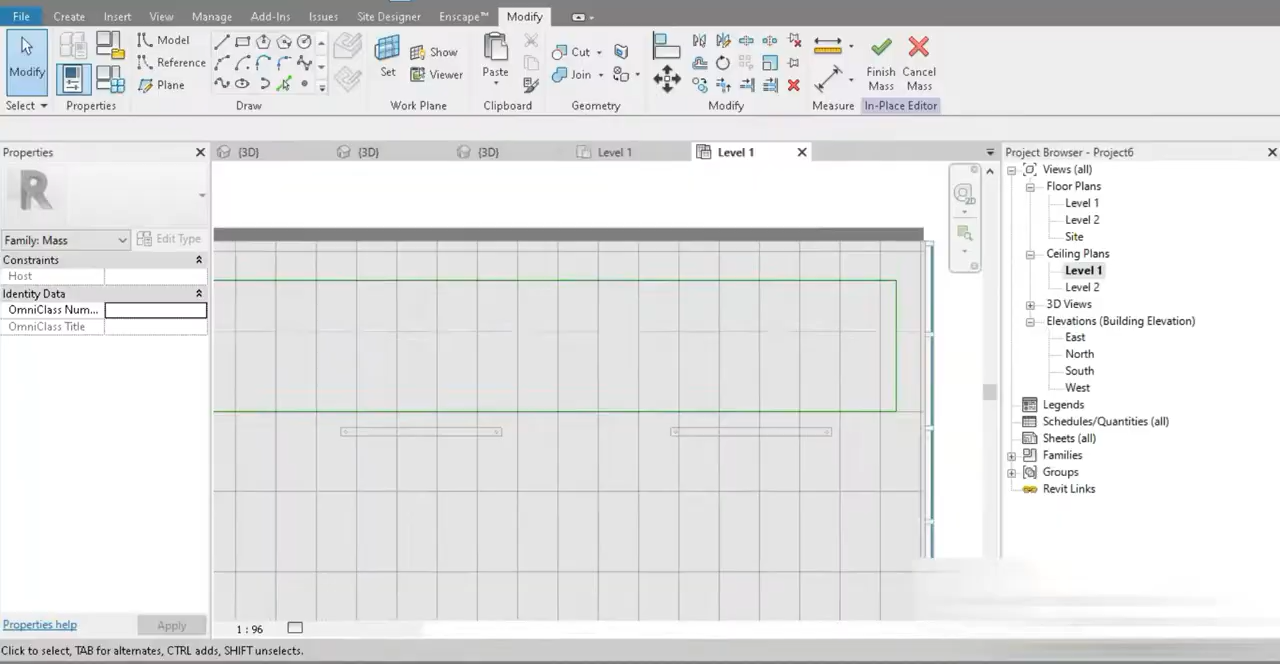 File Create Insert View Manage Add-Ins Issues Site Designer Enscape™ Modify
Modify
Model
Reference
Plane
Set
Show
Viewer
Paste
Cut
Join
Finish
Mass
Cancel
Mass
Select Properties Draw Work Plane Clipboard Geometry Modify Measure In-Place Editor
Properties
{3D} {3D} {3D} Level 1 Level 1
Project Browser - Project6
R
2D
Family: Mass
Edit Type
Constraints
Host
Identity Data
OmniClass Num...
OmniClass Title
Properties help
Apply
1 : 96
Views (all)
Floor Plans
Level 1
Level 2
Site
Ceiling Plans
Level 1
Level 2
3D Views
Elevations (Building Elevation)
East
North
South
West
Legends
Schedules/Quantities (all)
Sheets (all)
Families
Groups
Revit Links
Click to select, TAB for alternates, CTRL adds, SHIFT unselects.